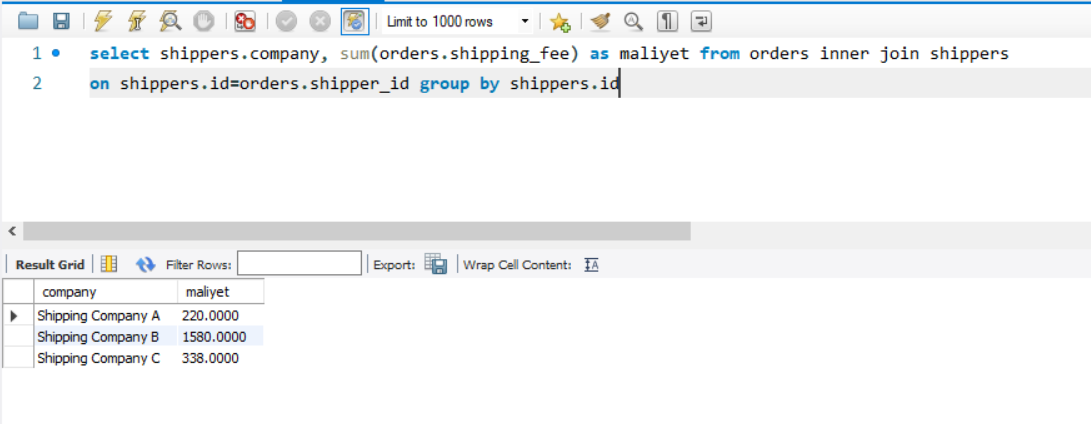 Limit to 1000 rows
1 select shippers.company, sum(orders.shipping_fee) as maliyet from orders inner join shippers
2 on shippers.id=orders.shipper_id group by shippers.id
Result Grid Filter Rows: Export: Wrap Cell Content:
company maliyet
Shipping Company A 220.0000
Shipping Company B 1580.0000
Shipping Company C 338.0000